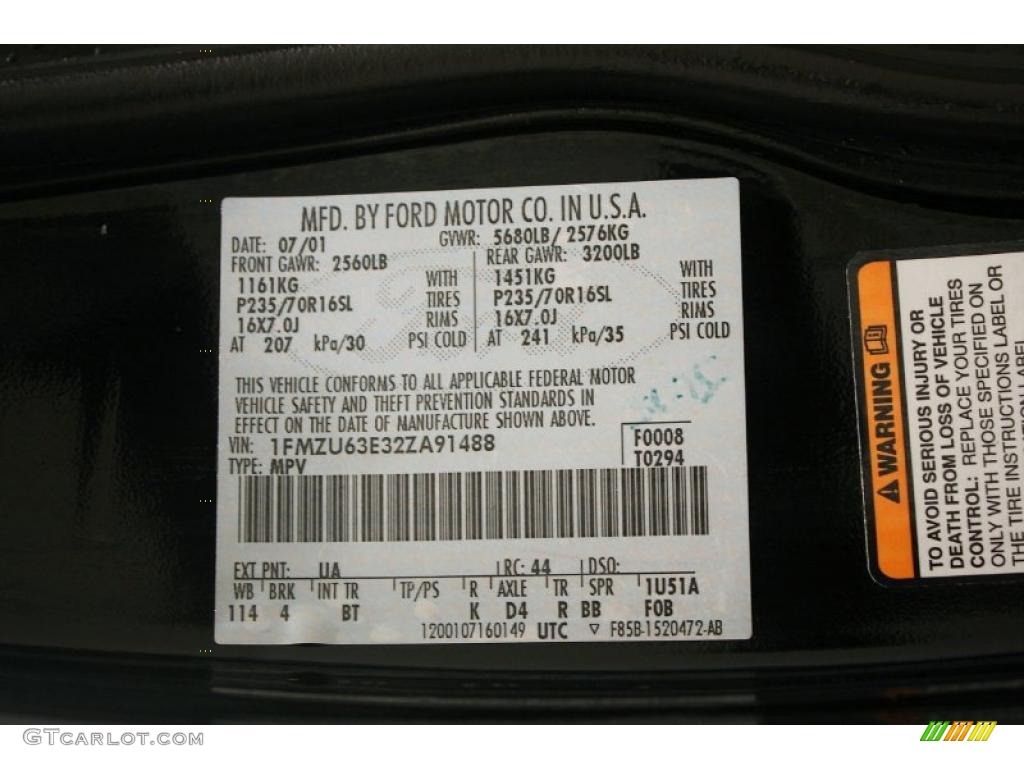 MFD. BY FORD MOTOR CO. IN U.S.A.
DATE: 07/01 GVWR: 5680LB/ 2576KG
FRONT GAWR: 2560LB REAR GAWR: 3200LB
1161KG WITH 1451KG WITH
P235/70R16SL TIRES P235/70R16SL TIRES
16X7.0J RIMS 16X7.0J RIMS
AT 207 kPa/30 PSI COLD AT 241 kPa/35 PSI COLD
THIS VEHICLE CONFORMS TO ALL APPLICABLE FEDERAL MOTOR
VEHICLE SAFETY AND THEFT PREVENTION STANDARDS IN
EFFECT ON THE DATE OF MANUFACTURE SHOWN ABOVE.
VIN: 1FMZU63E32ZA91488 F0008
TYPE: MPV T0294
EXT PNT: UA RC: 44 DSO:
WB BRK INT TR TP/PS R AXLE TR SPR 1U51A
114 4 BT K D4 R BB F0B
1200107160149 UTC ▽ F85B-1520472-AB
WARNING
TO AVOID SERIOUS INJURY OR
DEATH FROM LOSS OF VEHICLE
CONTROL: REPLACE YOUR TIRES
ONLY WITH THOSE SPECIFIED ON
THE TIRE INFORMATION LABEL OR
LABEL
GTCARLOT.COM